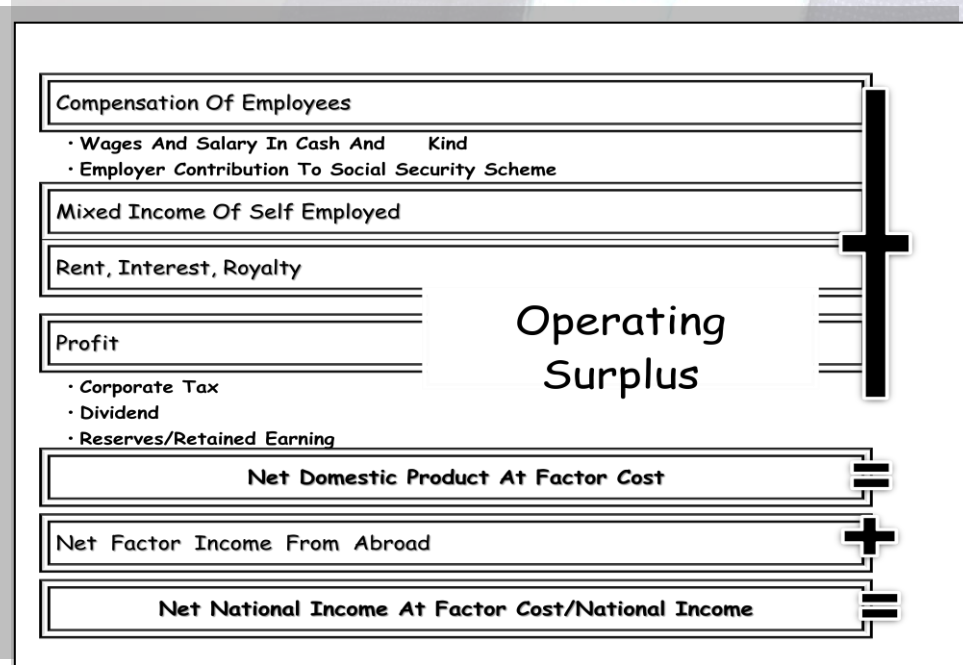 Compensation Of Employees
· Wages And Salary In Cash And Kind
· Employer Contribution To Social Security Scheme
Mixed Income Of Self Employed
Rent, Interest, Royalty
Operating
Surplus
Profit
· Corporate Tax
· Dividend
· Reserves/Retained Earning
Net Domestic Product At Factor Cost
=
Net Factor Income From Abroad
+
Net National Income At Factor Cost/National Income
=